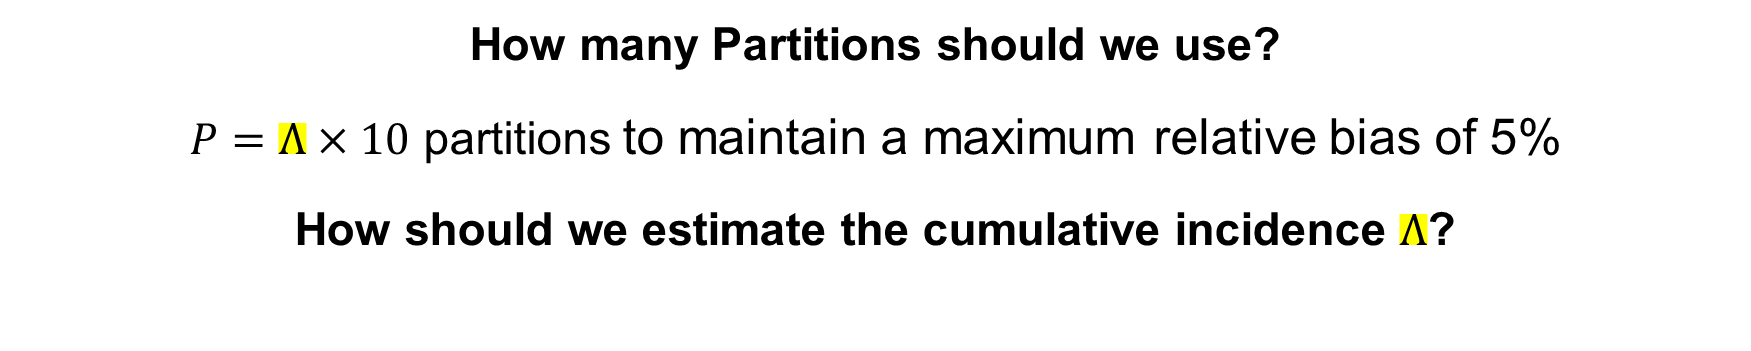 How many Partitions should we use?
P = Λ × 10 partitions to maintain a maximum relative bias of 5%
How should we estimate the cumulative incidence Λ?